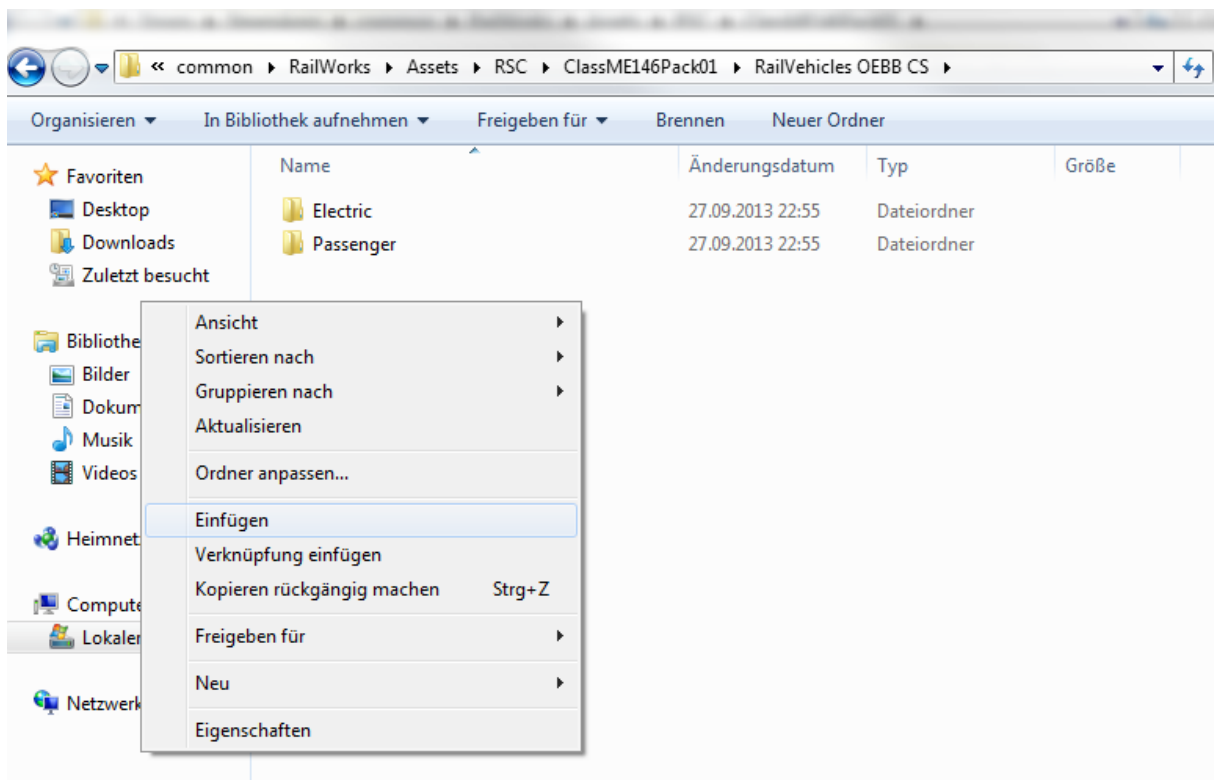 « common RailWorks Assets RSC ClassME146Pack01 RailVehicles OEBB CS
Organisieren In Bibliothek aufnehmen Freigeben für Brennen Neuer Ordner
Name Änderungsdatum Typ Größe
Favoriten
Desktop
Downloads
Zuletzt besucht
Electric 27.09.2013 22:55 Dateiordner
Passenger 27.09.2013 22:55 Dateiordner
Bibliothe
Bilder
Dokum
Musik
Videos
Heimnet
Compute
Lokaler
Netzwerk
Ansicht
Sortieren nach
Gruppieren nach
Aktualisieren
Ordner anpassen...
Einfügen
Verknüpfung einfügen
Kopieren rückgängig machen Strg+Z
Freigeben für
Neu
Eigenschaften